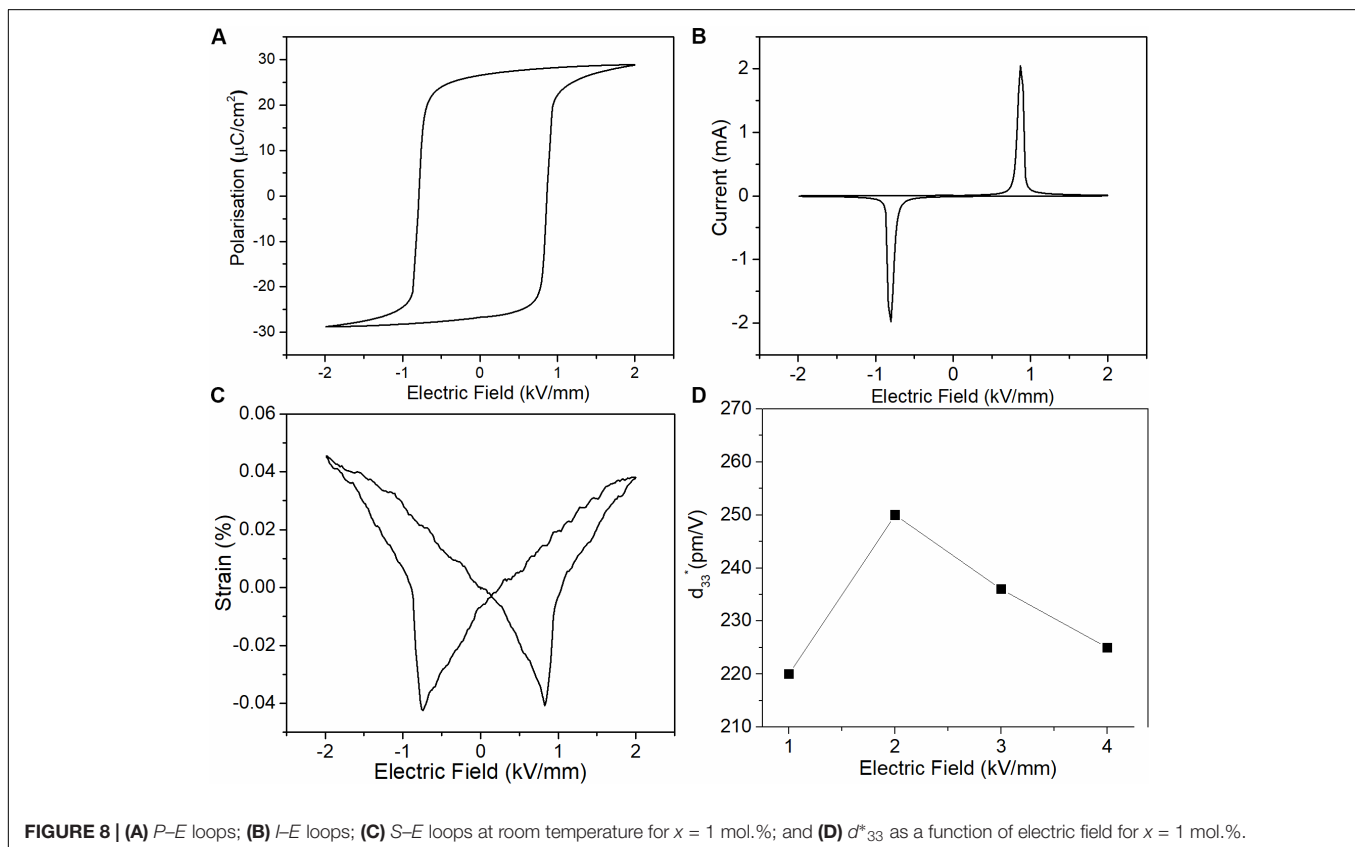 A
30
20
10
0
-10
-20
-30
Polarisation (µC/cm²)
-2 -1 0 1 2
Electric Field (kV/mm)
B
2
1
0
-1
-2
Current (mA)
-2 -1 0 1 2
Electric Field (kV/mm)
C
0.06
0.04
0.02
0.00
-0.02
-0.04
Strain (%)
-2 -1 0 1 2
Electric Field (kV/mm)
D
270
260
250
240
230
220
210
d₃₃* (pm/V)
1 2 3 4
Electric Field (kV/mm)
FIGURE 8 | (A) P–E loops; (B) I–E loops; (C) S–E loops at room temperature for x = 1 mol.%; and (D) d*₃₃ as a function of electric field for x = 1 mol.%.